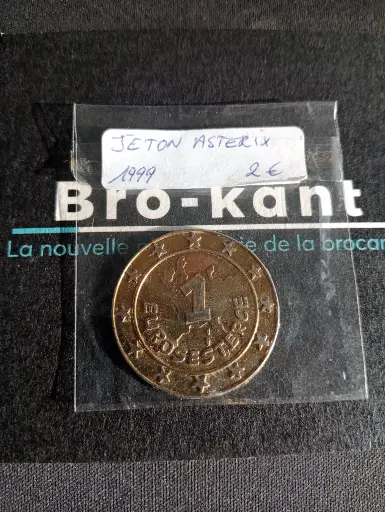 JETON ASTERIX
1999 2€
Bro-kant
La nouvelle de la brocan
1
EUROSESTERCE